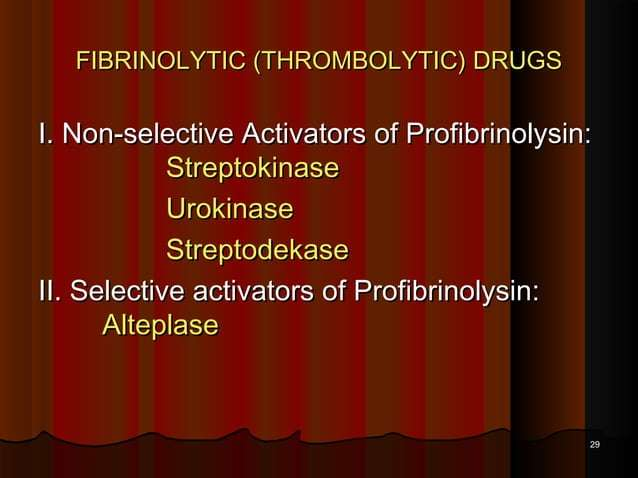 FIBRINOLYTIC (THROMBOLYTIC) DRUGS
I. Non-selective Activators of Profibrinolysin:
Streptokinase
Urokinase
Streptodekase
II. Selective activators of Profibrinolysin:
Alteplase
29